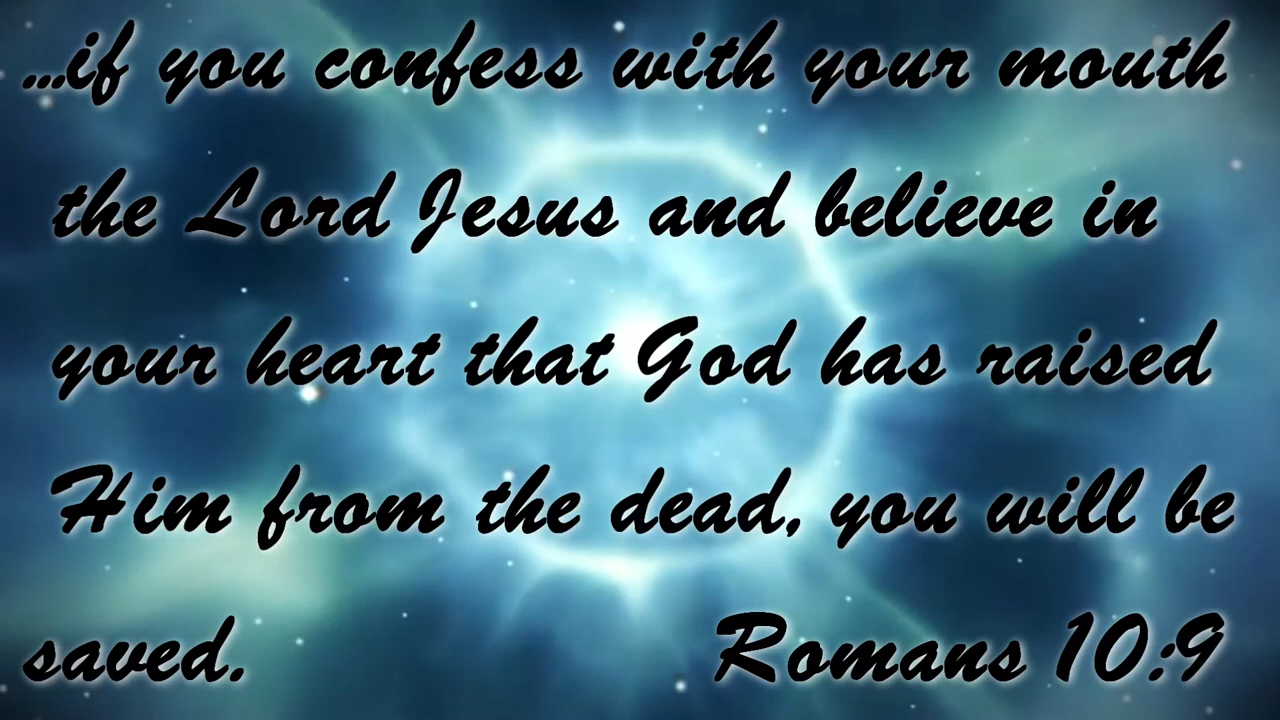 ...if you confess with your mouth
the Lord Jesus and believe in
your heart that God has raised
Him from the dead, you will be
saved. Romans 10:9